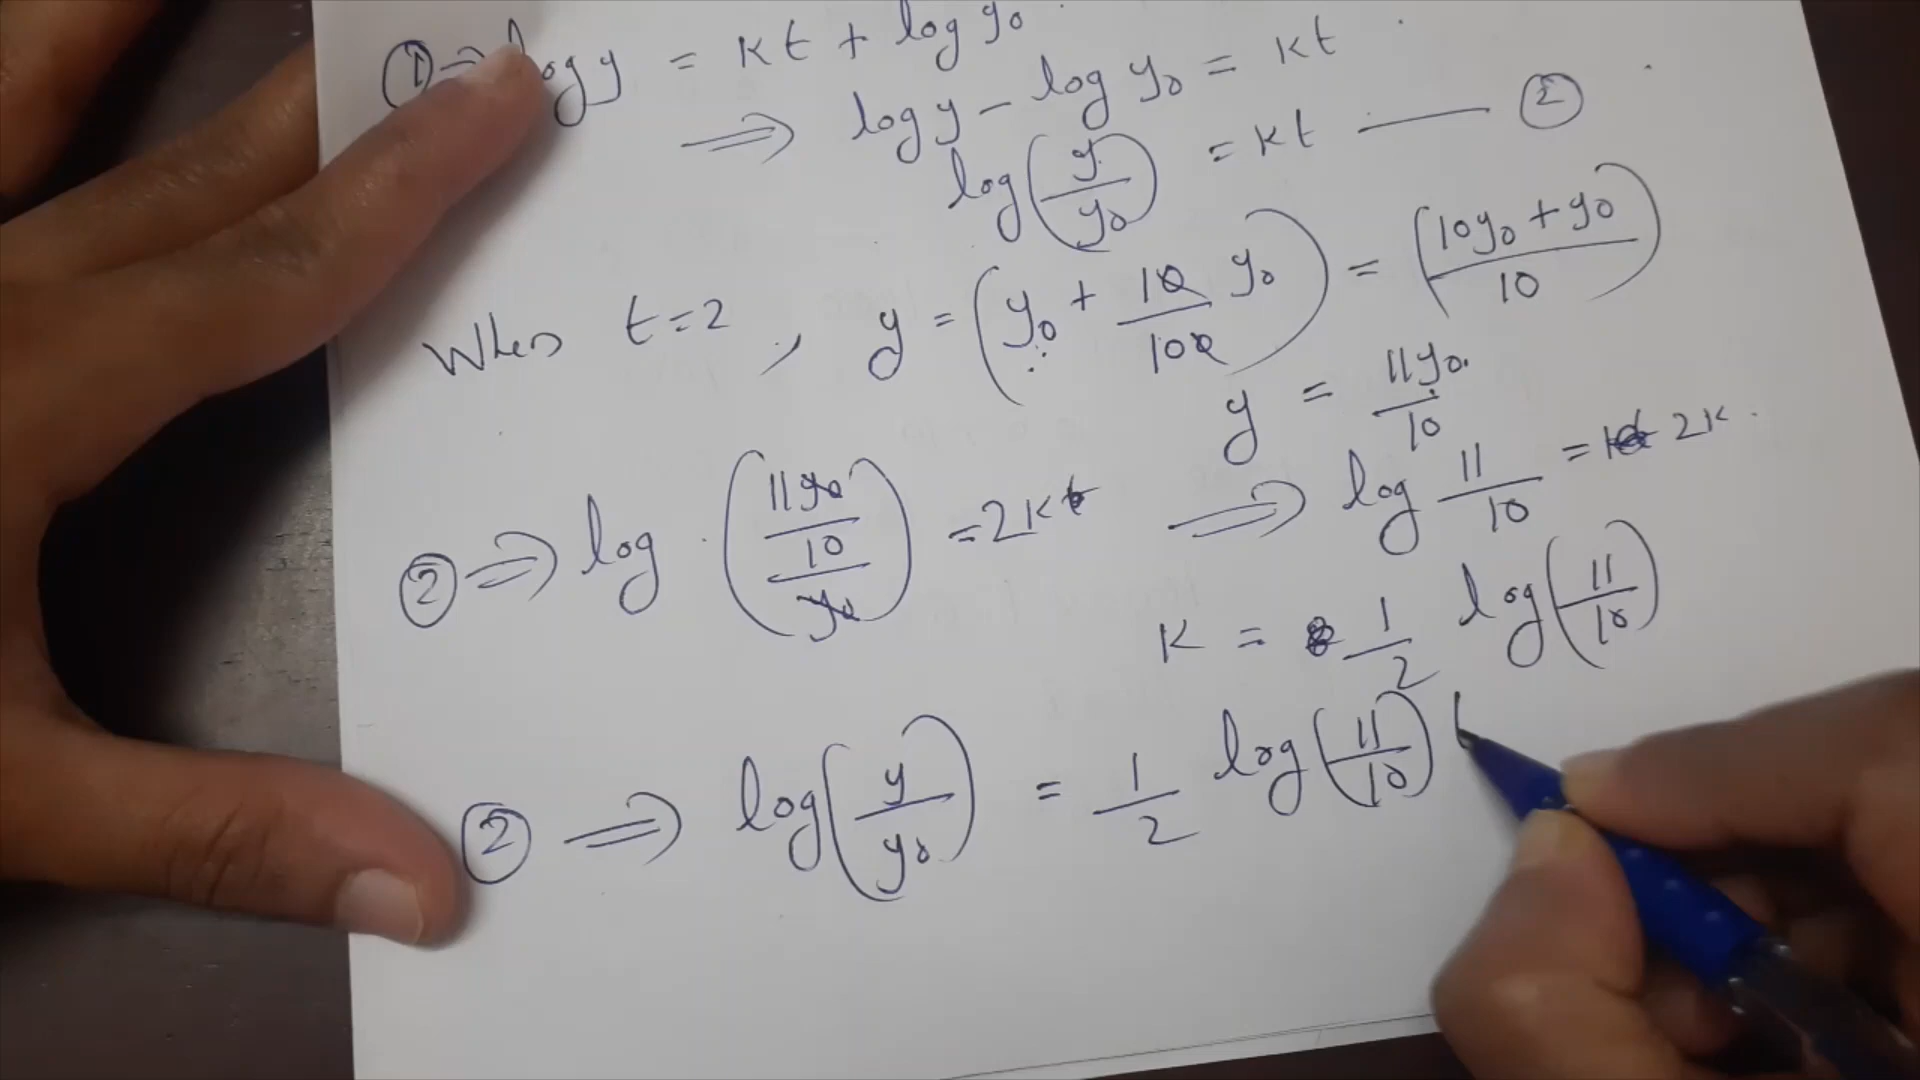 ① ⇒ log y = kt + log y₀
⇒ log y − log y₀ = kt
log(y/y₀) = kt —— ②
When t=2, y = (y₀ + 10/100 y₀) = (10y₀ + y₀ / 10)
y = 11y₀/10
② ⇒ log ((11y₀/10)/y₀) = 2k ⇒ log 11/10 = 2k
k = 1/2 log(11/10)
② ⇒ log(y/y₀) = 1/2 log(11/10)